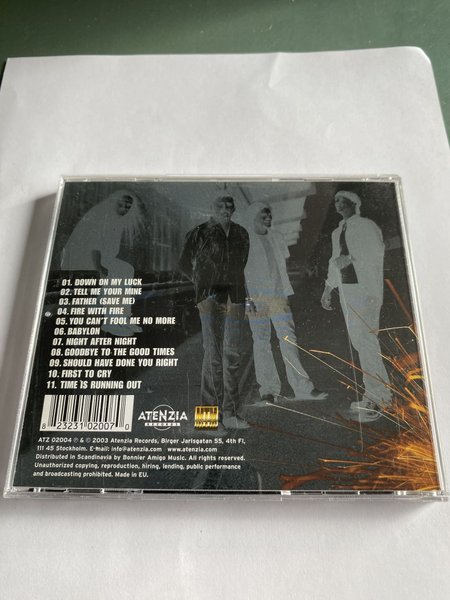 01. DOWN ON MY LUCK
02. TELL ME YOUR MINE
03. FATHER (SAVE ME)
04. FIRE WITH FIRE
05. YOU CAN'T FOOL ME NO MORE
06. BABYLON
07. NIGHT AFTER NIGHT
08. GOODBYE TO THE GOOD TIMES
09. SHOULD HAVE DONE YOU RIGHT
10. FIRST TO CRY
11. TIME IS RUNNING OUT
8 23231 02007 0
ATENZIA
RECORDS
MTM
ATZ 02004 ℗ & © 2003 Atenzia Records, Birger Jarlsgatan 55, 4th Fl,
111 45 Stockholm. E-mail: info@atenzia.com, www.atenzia.com
Distributed in Scandinavia by Bonnier Amigo Music. All rights reserved.
Unauthorized copying, reproduction, hiring, lending, public performance
and broadcasting prohibited. Made in EU.